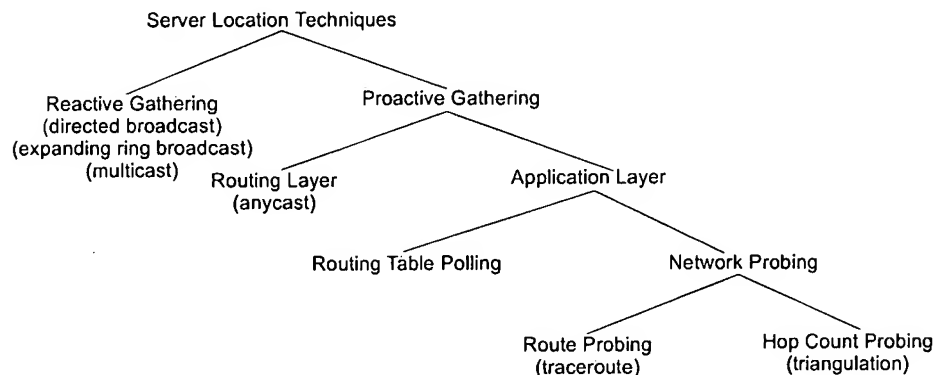 Server Location Techniques
Reactive Gathering
(directed broadcast)
(expanding ring broadcast)
(multicast)
Proactive Gathering
Routing Layer
(anycast)
Application Layer
Routing Table Polling
Network Probing
Route Probing
(traceroute)
Hop Count Probing
(triangulation)